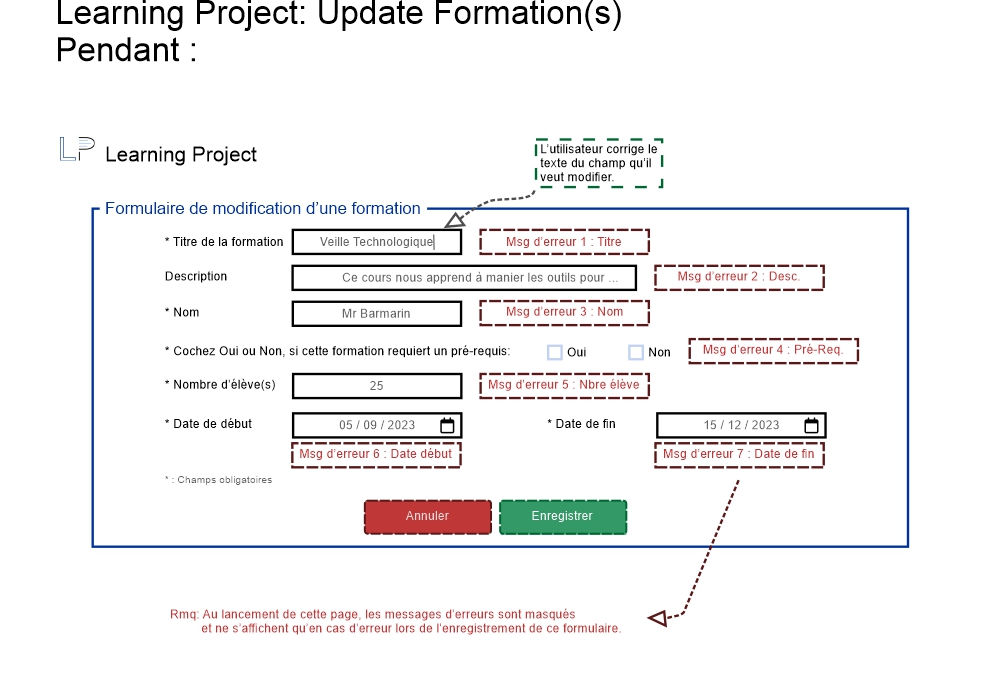 Learning Project: Update Formation(s)
Pendant :
LP Learning Project
L'utilisateur corrige le
texte du champ qu'il
veut modifier.
Formulaire de modification d'une formation
* Titre de la formation Veille Technologique Msg d'erreur 1 : Titre
Description Ce cours nous apprend à manier les outils pour ... Msg d'erreur 2 : Desc.
* Nom Mr Barmarin Msg d'erreur 3 : Nom
* Cochez Oui ou Non, si cette formation requiert un pré-requis: Oui Non Msg d'erreur 4 : Pré-Req.
* Nombre d'élève(s) 25 Msg d'erreur 5 : Nbre élève
* Date de début 05 / 09 / 2023 * Date de fin 15 / 12 / 2023
Msg d'erreur 6 : Date début Msg d'erreur 7 : Date de fin
* : Champs obligatoires
Annuler Enregistrer
Rmq: Au lancement de cette page, les messages d'erreurs sont masqués
et ne s'affichent qu'en cas d'erreur lors de l'enregistrement de ce formulaire.